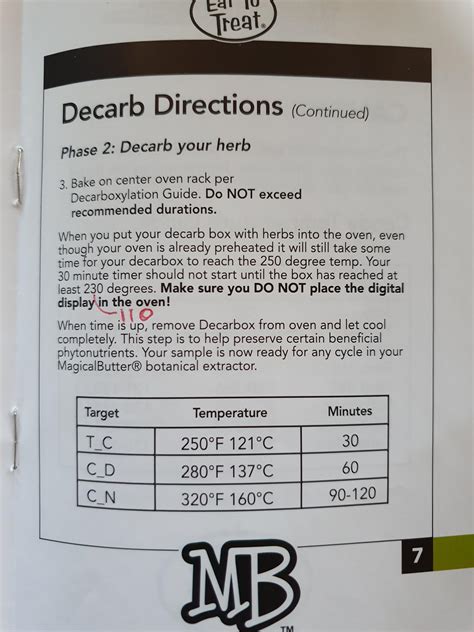 Eat To
Treat®
Decarb Directions (Continued)
Phase 2: Decarb your herb
3. Bake on center oven rack per
Decarboxylation Guide. Do NOT exceed
recommended durations.
When you put your decarb box with herbs into the oven, even
though your oven is already preheated it will still take some
time for your decarbox to reach the 250 degree temp. Your
30 minute timer should not start until the box has reached at
least 230 degrees. Make sure you DO NOT place the digital
display in the oven!
110
When time is up, remove Decarbox from oven and let cool
completely. This step is to help preserve certain beneficial
phytonutrients. Your sample is now ready for any cycle in your
MagicalButter® botanical extractor.
Target Temperature Minutes
T_C 250°F 121°C 30
C_D 280°F 137°C 60
C_N 320°F 160°C 90-120
7
MB
TM